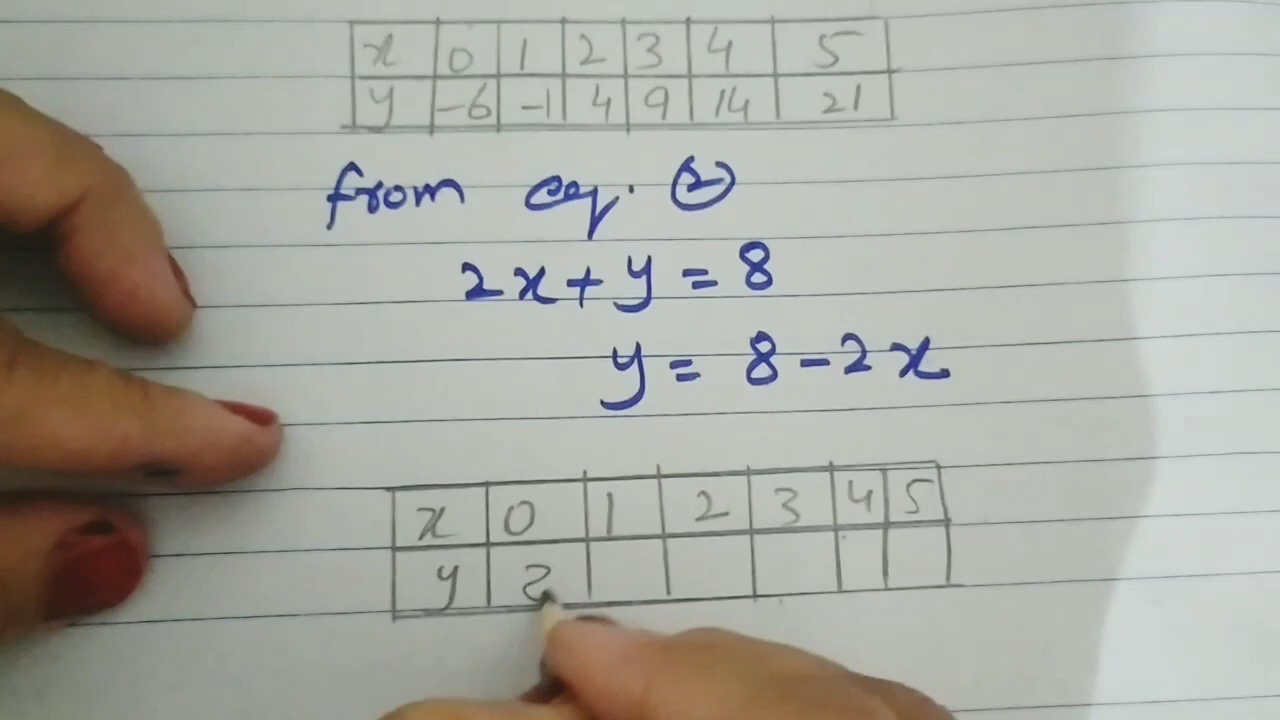 x 0 1 2 3 4 5
y -6 -1 4 9 14 21
from eq. ②
2x + y = 8
y = 8 - 2x
x 0 1 2 3 4 5
y